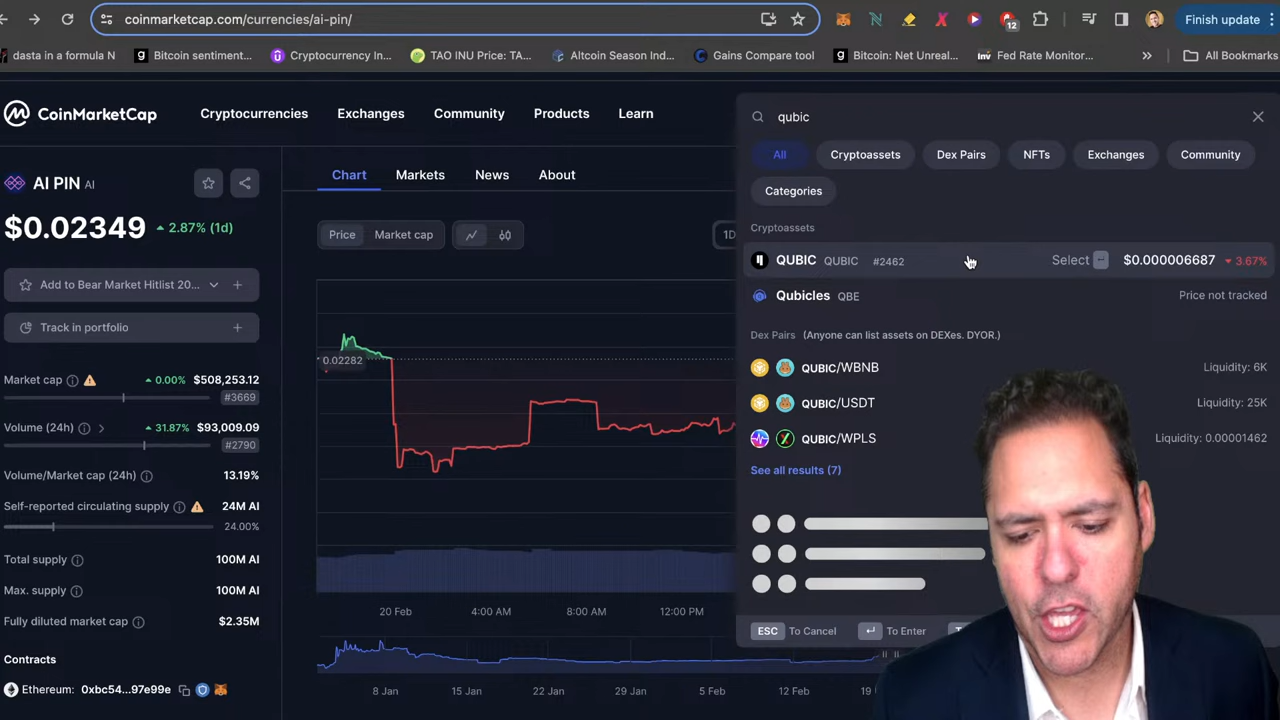 coinmarketcap.com/currencies/ai-pin/
12
Finish update
dasta in a formula N
Bitcoin sentiment...
Cryptocurrency In...
TAO INU Price: TA...
Altcoin Season Ind...
Gains Compare tool
Bitcoin: Net Unreal...
Fed Rate Monitor...
»
All Bookmarks
CoinMarketCap
Cryptocurrencies
Exchanges
Community
Products
Learn
qubic
All
Cryptoassets
Dex Pairs
NFTs
Exchanges
Community
Categories
Cryptoassets
QUBIC QUBIC #2462 Select $0.000006687 3.67%
Qubicles QBE Price not tracked
Dex Pairs (Anyone can list assets on DEXes. DYOR.)
QUBIC/WBNB Liquidity: 6K
QUBIC/USDT Liquidity: 25K
QUBIC/WPLS Liquidity: 0.00001462
See all results (7)
ESC To Cancel To Enter
AI PIN AI
$0.02349 2.87% (1d)
Add to Bear Market Hitlist 20... +
Track in portfolio +
Market cap 0.00% $508,253.12
#3669
Volume (24h) 31.87% $93,009.09
#2790
Volume/Market cap (24h) 13.19%
Self-reported circulating supply 24M AI
24.00%
Total supply 100M AI
Max. supply 100M AI
Fully diluted market cap $2.35M
Contracts
Ethereum: 0xbc54...97e99e
Chart
Markets
News
About
Price
Market cap
1D
0.02282
20 Feb
4:00 AM
8:00 AM
12:00 PM
8 Jan
15 Jan
22 Jan
29 Jan
5 Feb
12 Feb
19